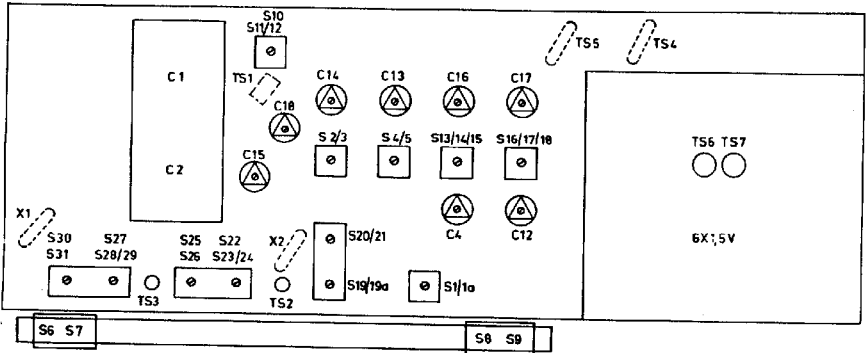 S10
S11/12
TS5
TS4
C1
TS1
C14
C13
C16
C17
C18
S2/3
S4/5
S13/14/15
S16/17/18
TS6 TS7
C15
C2
X1
C4
C12
S30
S27
S25
S22
X2
S20/21
6X1,5V
S31
S28/29
S26
S23/24
TS3
TS2
S19/19a
S1/1a
S6 S7
S8 S9